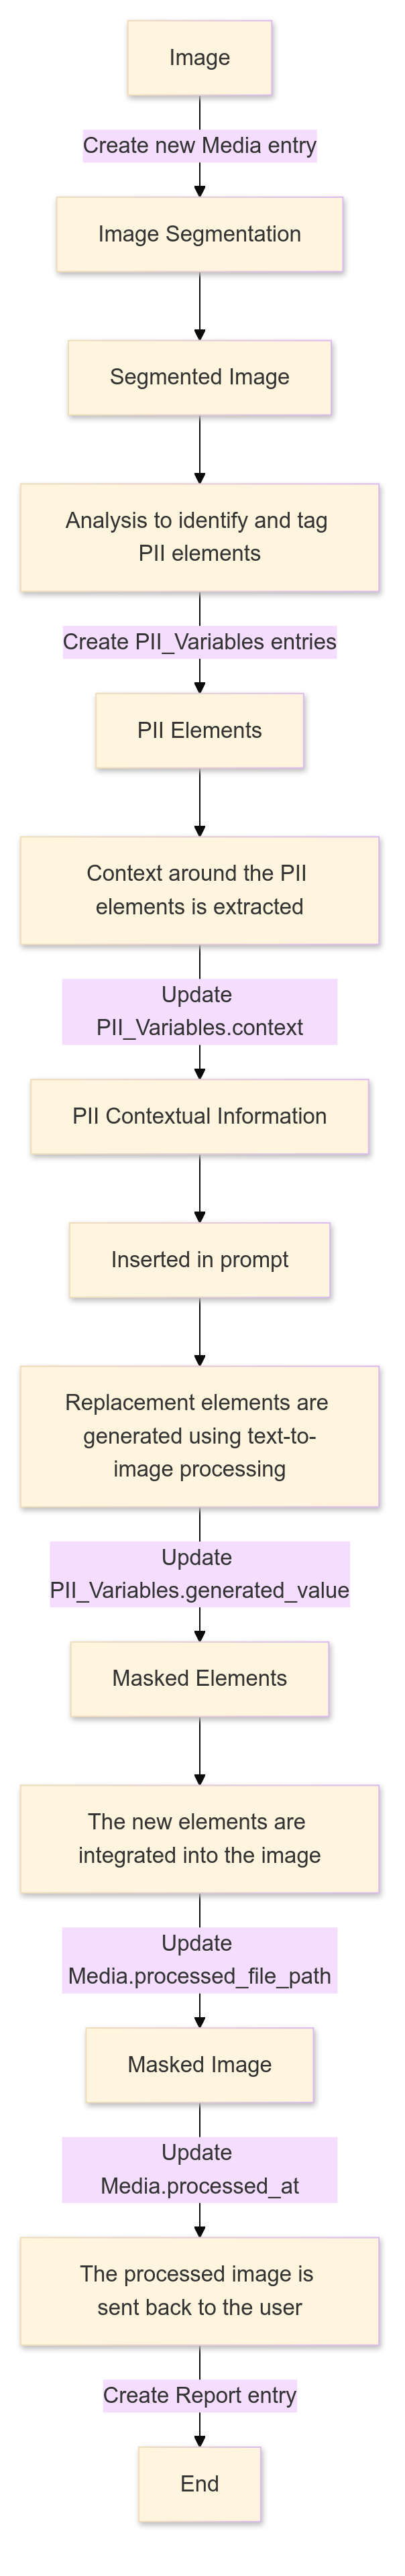 Image
Create new Media entry
Image Segmentation
Segmented Image
Analysis to identify and tag
PII elements
Create PII_Variables entries
PII Elements
Context around the PII
elements is extracted
Update
PII_Variables.context
PII Contextual Information
Inserted in prompt
Replacement elements are
generated using text-to-
image processing
Update
PII_Variables.generated_value
Masked Elements
The new elements are
integrated into the image
Update
Media.processed_file_path
Masked Image
Update
Media.processed_at
The processed image is
sent back to the user
Create Report entry
End